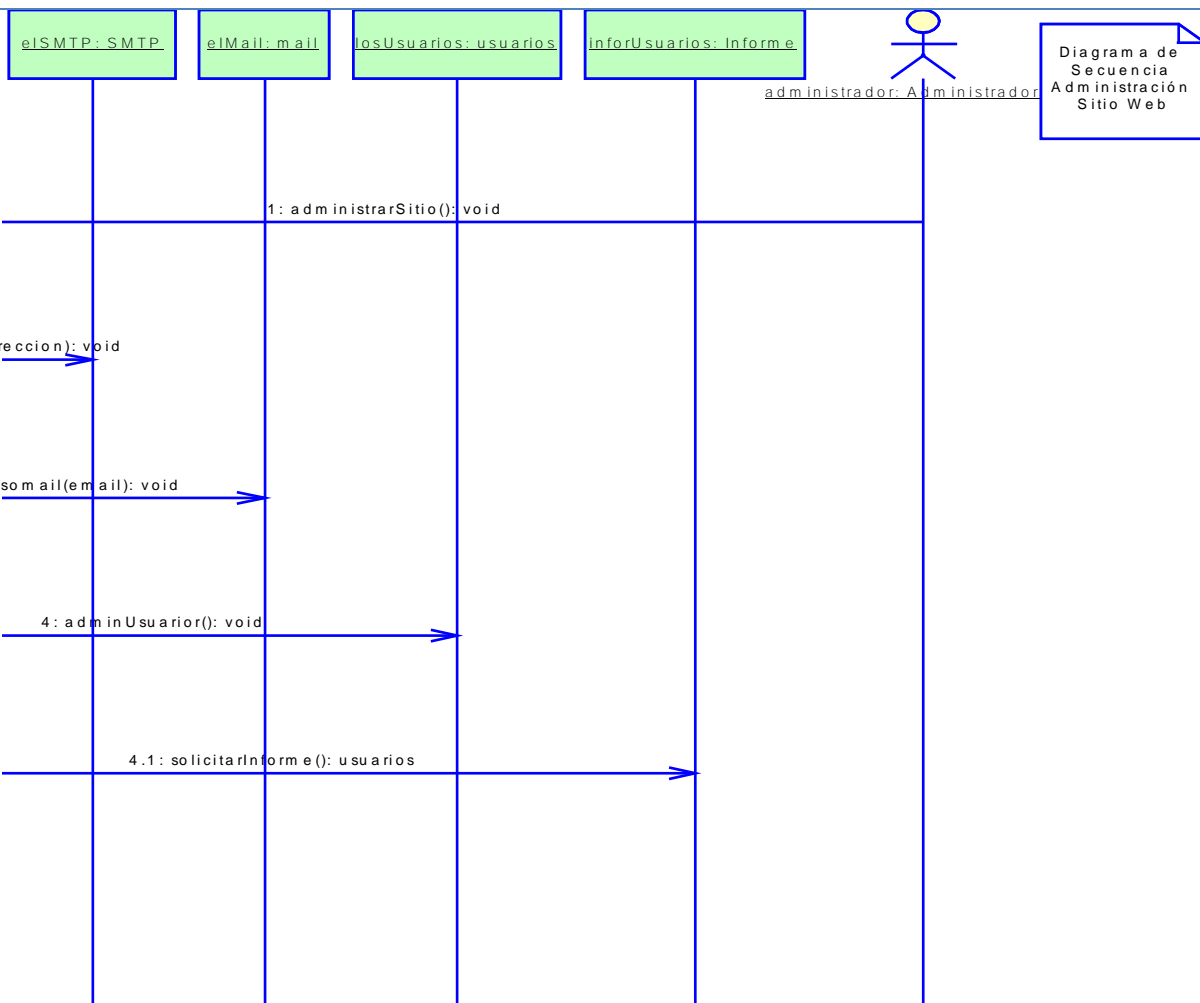 elSMTP: SMTP
elMail: mail
losUsuarios: usuarios
inforUsuarios: Informe
administrador: Administrador
Diagrama de
Secuencia
Administración
Sitio Web
1: administrarSitio(): void
reccion): void
somail(email): void
4: adminUsuarior(): void
4.1: solicitarInforme(): usuarios